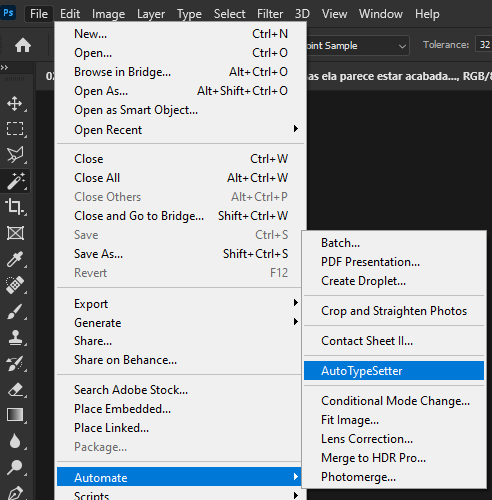 Ps File Edit Image Layer Type Select Filter 3D View Window Help
oint Sample Tolerance: 32
02 as ela parece estar acabada..., RGB/8
New... Ctrl+N
Open... Ctrl+O
Browse in Bridge... Alt+Ctrl+O
Open As... Alt+Shift+Ctrl+O
Open as Smart Object...
Open Recent
Close Ctrl+W
Close All Alt+Ctrl+W
Close Others Alt+Ctrl+P
Close and Go to Bridge... Shift+Ctrl+W
Save Ctrl+S
Save As... Shift+Ctrl+S
Revert F12
Export
Generate
Share...
Share on Behance...
Search Adobe Stock...
Place Embedded...
Place Linked...
Package...
Automate
Scripts
Batch...
PDF Presentation...
Create Droplet...
Crop and Straighten Photos
Contact Sheet II...
AutoTypeSetter
Conditional Mode Change...
Fit Image...
Lens Correction...
Merge to HDR Pro...
Photomerge...